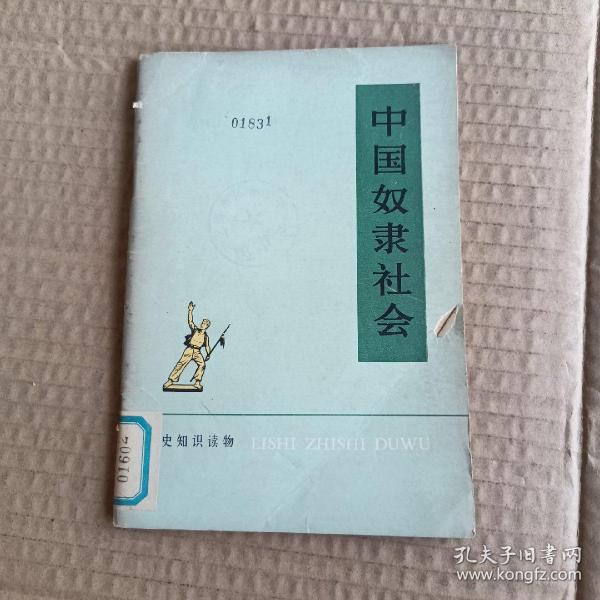 01831
中国奴隶社会
史知识读物 LISHI ZHISHI DUWU
01602
孔夫子旧书网
www.kongfz.com